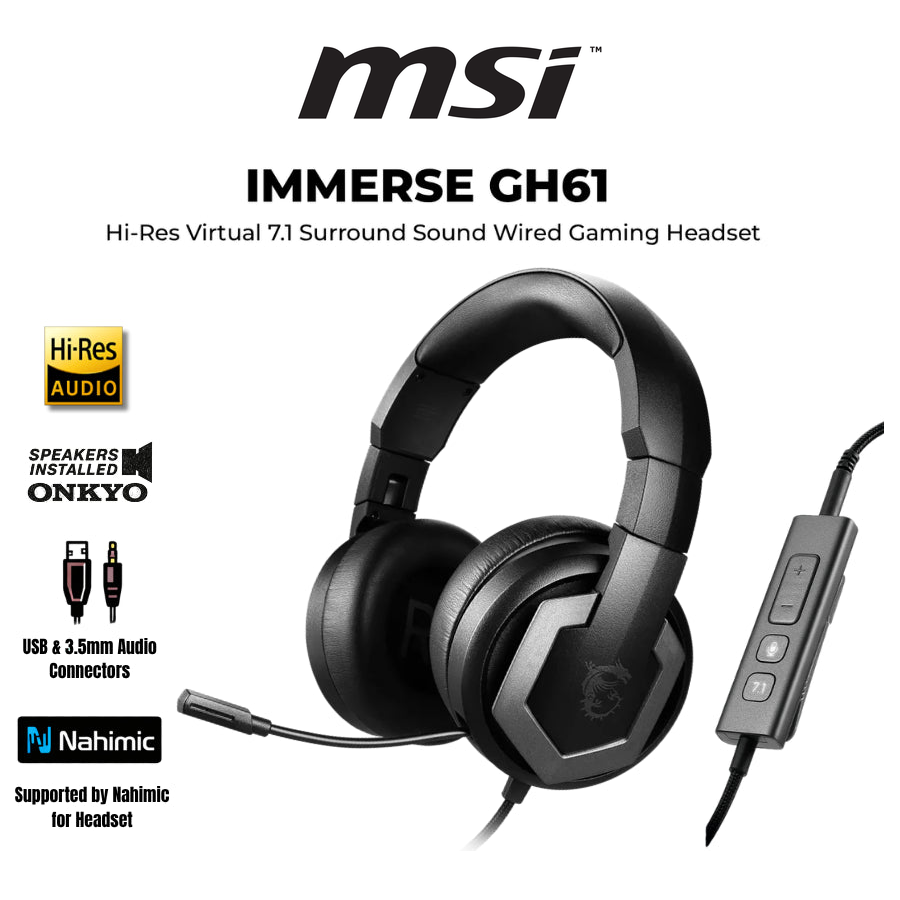 msi™
IMMERSE GH61
Hi-Res Virtual 7.1 Surround Sound Wired Gaming Headset
Hi-Res
AUDIO
SPEAKERS
INSTALLED
ONKYO
USB & 3.5mm Audio
Connectors
Nahimic
Supported by Nahimic
for Headset
R
+
-
7.1